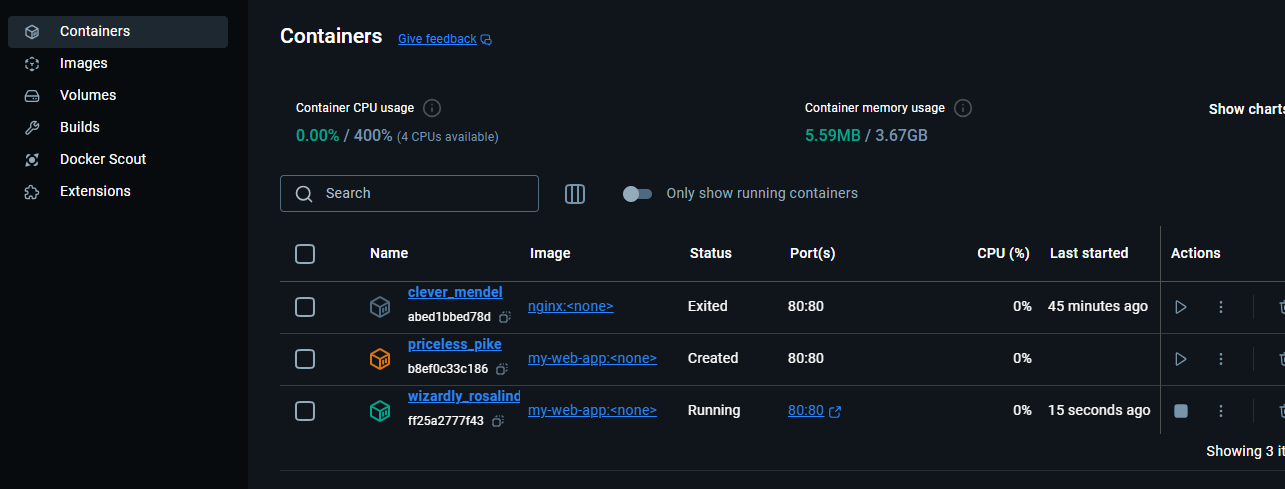 Containers
Images
Volumes
Builds
Docker Scout
Extensions
Containers Give feedback
Container CPU usage
0.00% / 400% (4 CPUs available)
Container memory usage
5.59MB / 3.67GB
Show charts
Search
Only show running containers
Name Image Status Port(s) CPU (%) Last started Actions
clever_mendel
abed1bbed78d
nginx:<none> Exited 80:80 0% 45 minutes ago
priceless_pike
b8ef0c33c186
my-web-app:<none> Created 80:80 0%
wizardly_rosalind
ff25a2777f43
my-web-app:<none> Running 80:80 0% 15 seconds ago
Showing 3 it